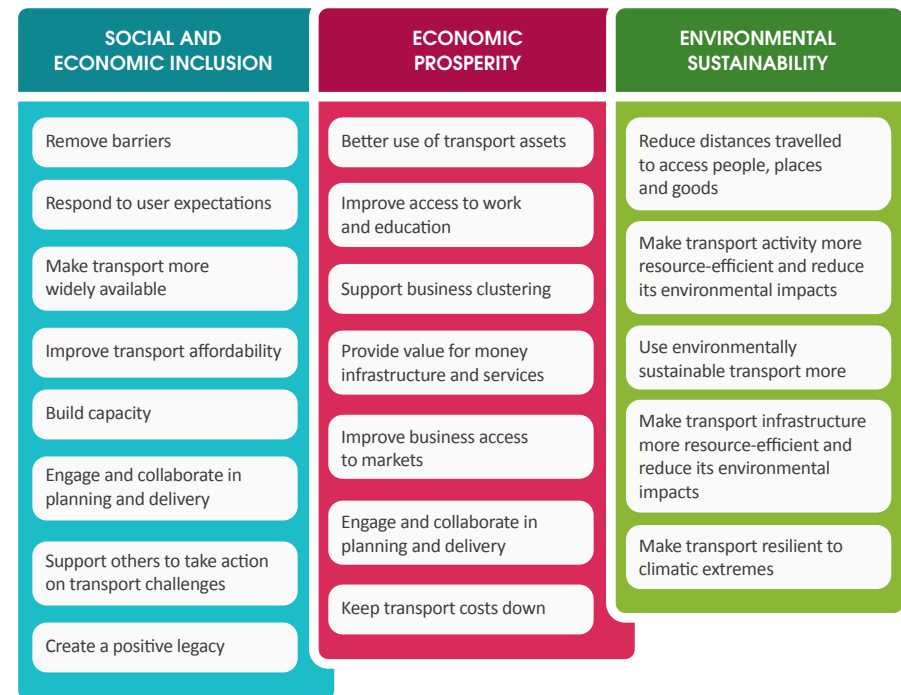 SOCIAL AND
ECONOMIC INCLUSION
Remove barriers
Respond to user expectations
Make transport more
widely available
Improve transport affordability
Build capacity
Engage and collaborate in
planning and delivery
Support others to take action
on transport challenges
Create a positive legacy
ECONOMIC
PROSPERITY
Better use of transport assets
Improve access to work
and education
Support business clustering
Provide value for money
infrastructure and services
Improve business access
to markets
Engage and collaborate in
planning and delivery
Keep transport costs down
ENVIRONMENTAL
SUSTAINABILITY
Reduce distances travelled
to access people, places
and goods
Make transport activity more
resource-efficient and reduce
its environmental impacts
Use environmentally
sustainable transport more
Make transport infrastructure
more resource-efficient and
reduce its environmental
impacts
Make transport resilient to
climatic extremes